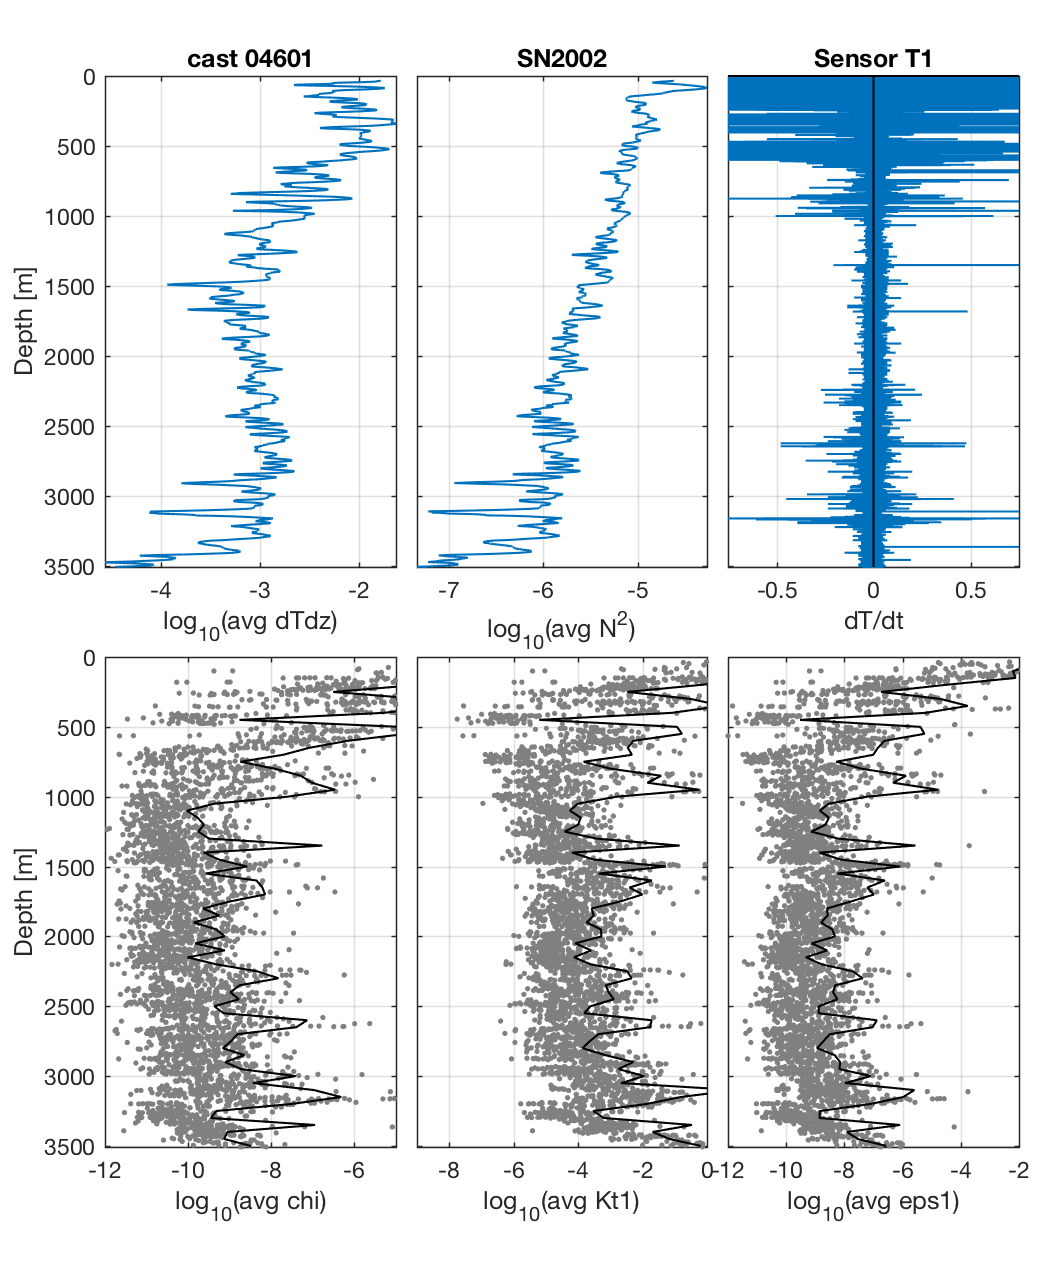 cast 04601
SN2002
Sensor T1
0
500
1000
1500
2000
2500
3000
3500
Depth [m]
-4 -3 -2
log10(avg dTdz)
-7 -6 -5
log10(avg N2)
-0.5 0 0.5
dT/dt
0
500
1000
1500
2000
2500
3000
3500
Depth [m]
-12 -10 -8 -6
log10(avg chi)
-8 -6 -4 -2 0
log10(avg Kt1)
-12 -10 -8 -6 -4 -2
log10(avg eps1)